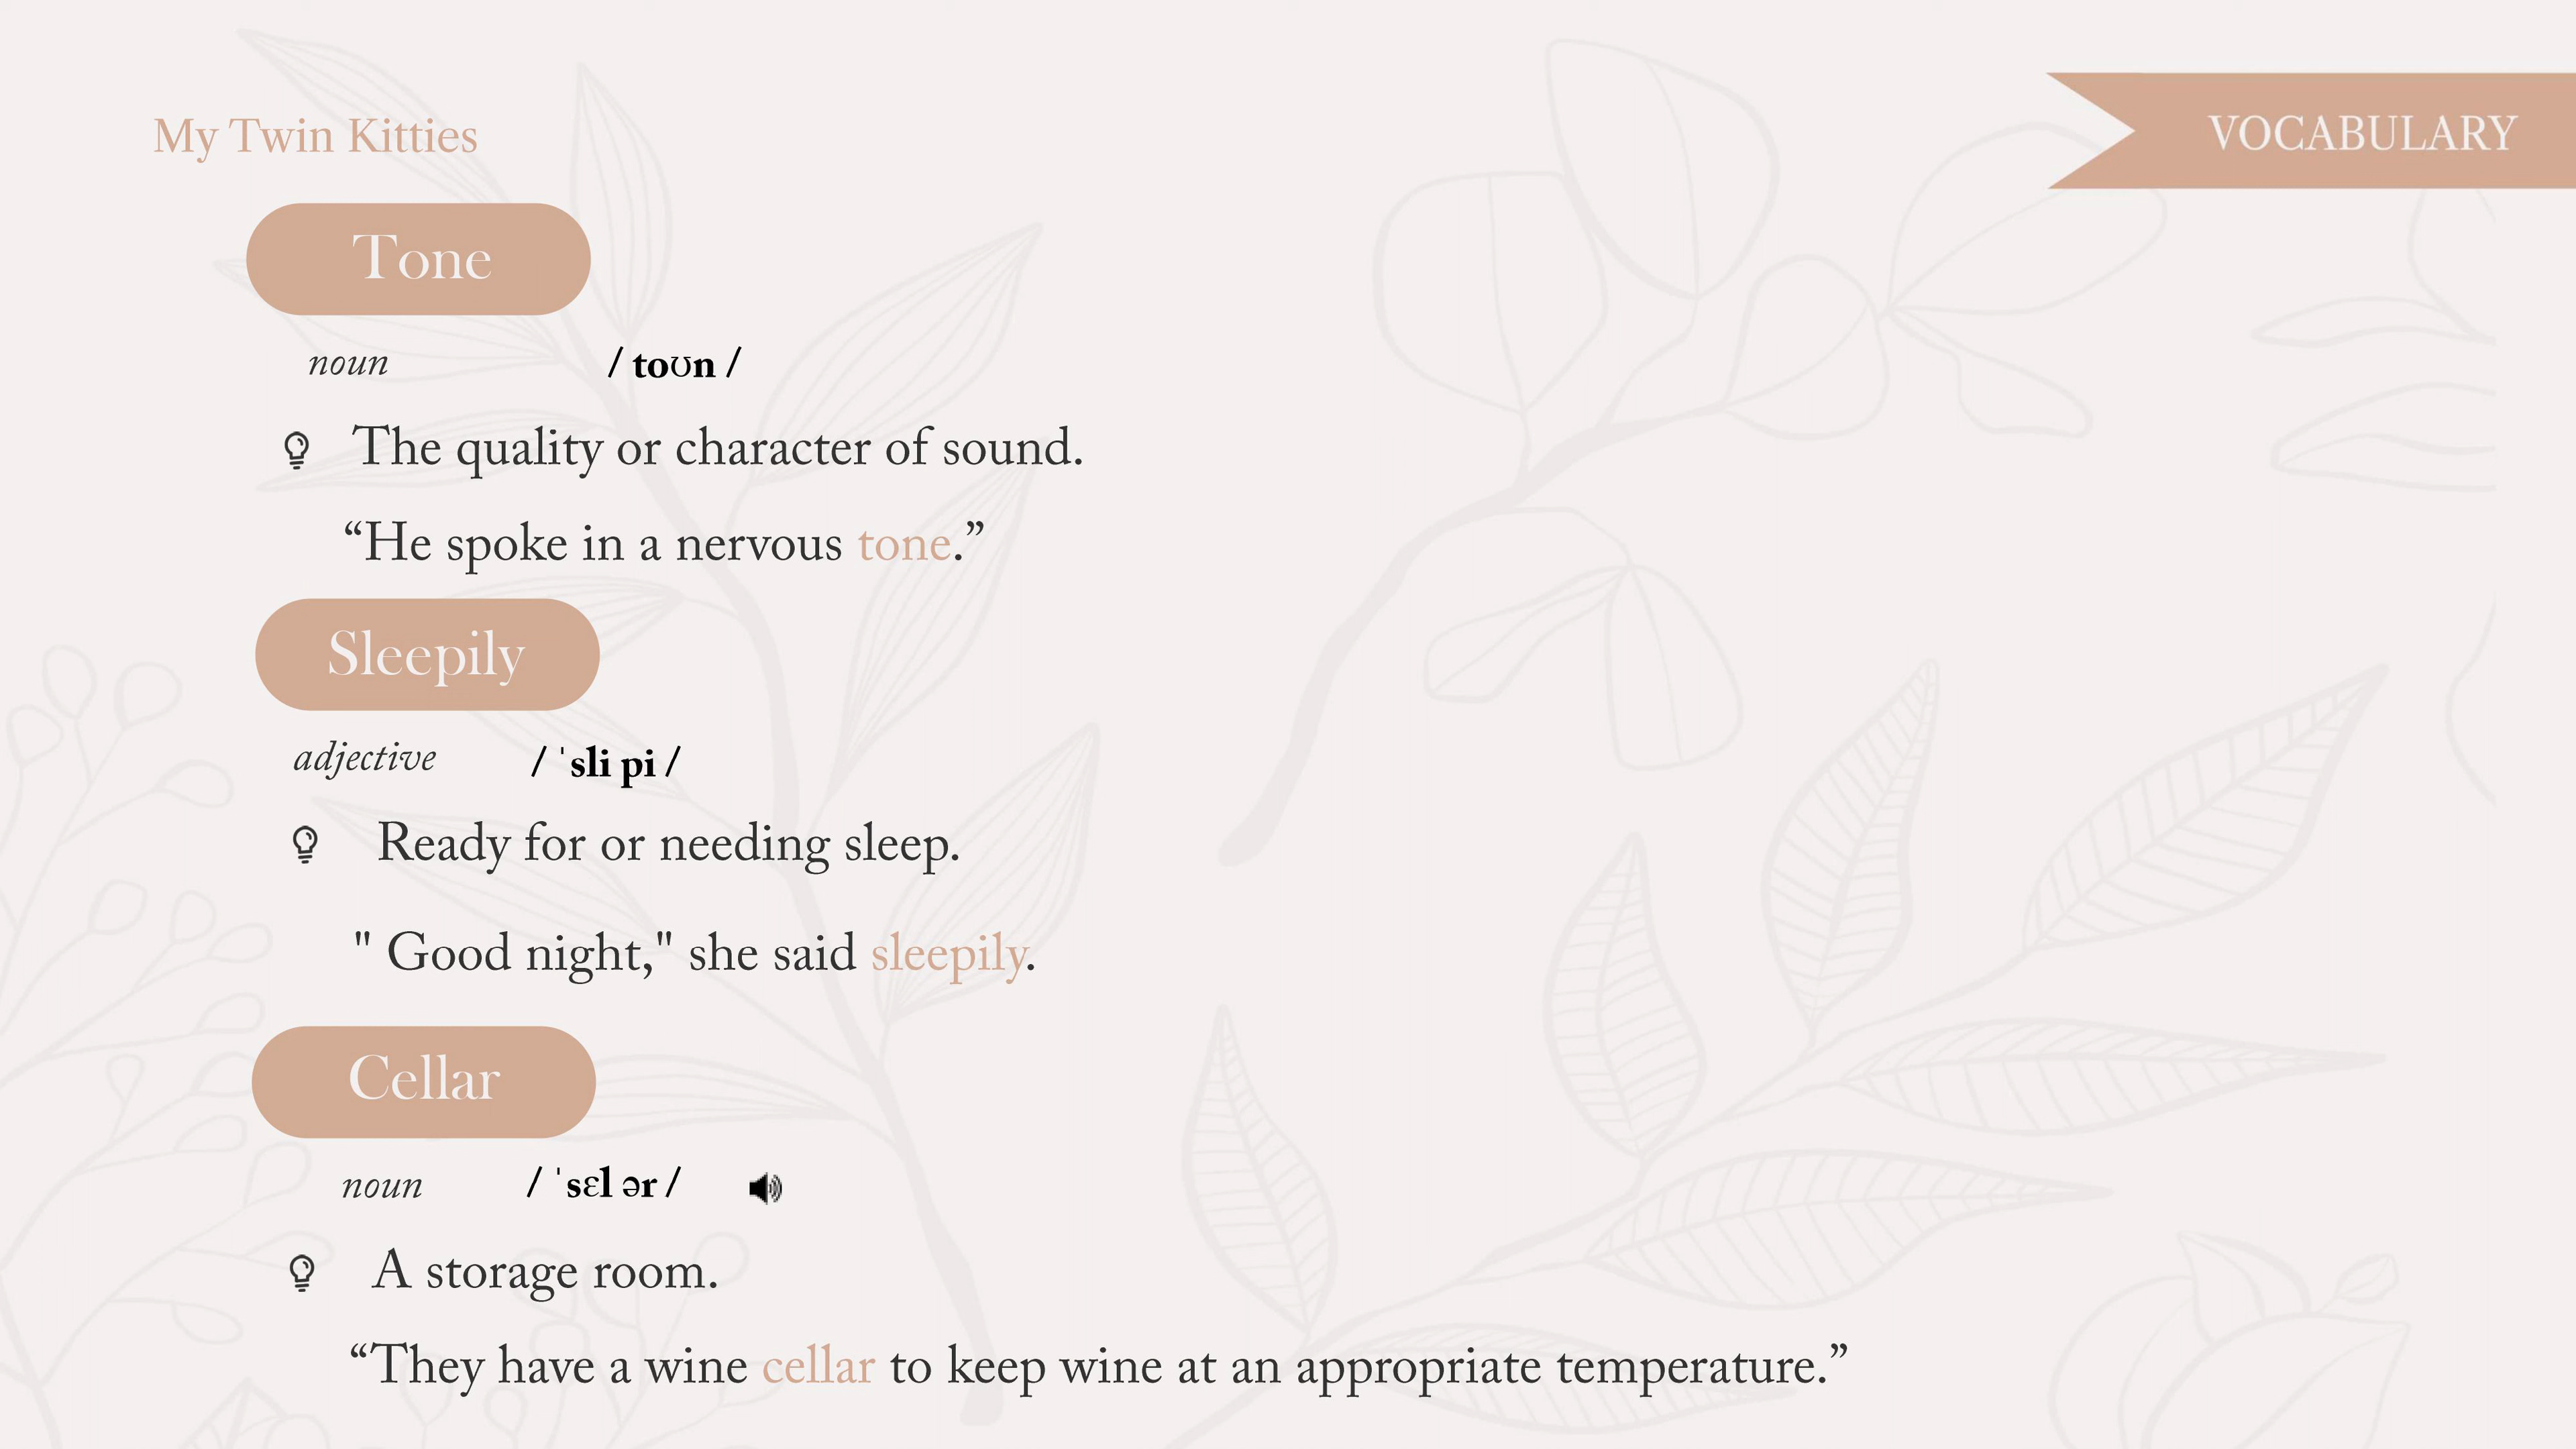 My Twin Kitties
VOCABULARY
Tone
noun / toʊn /
The quality or character of sound.
“He spoke in a nervous tone.”
Sleepily
adjective / ˈsli pi /
Ready for or needing sleep.
" Good night," she said sleepily.
Cellar
noun / ˈsɛl ər /
A storage room.
“They have a wine cellar to keep wine at an appropriate temperature.”